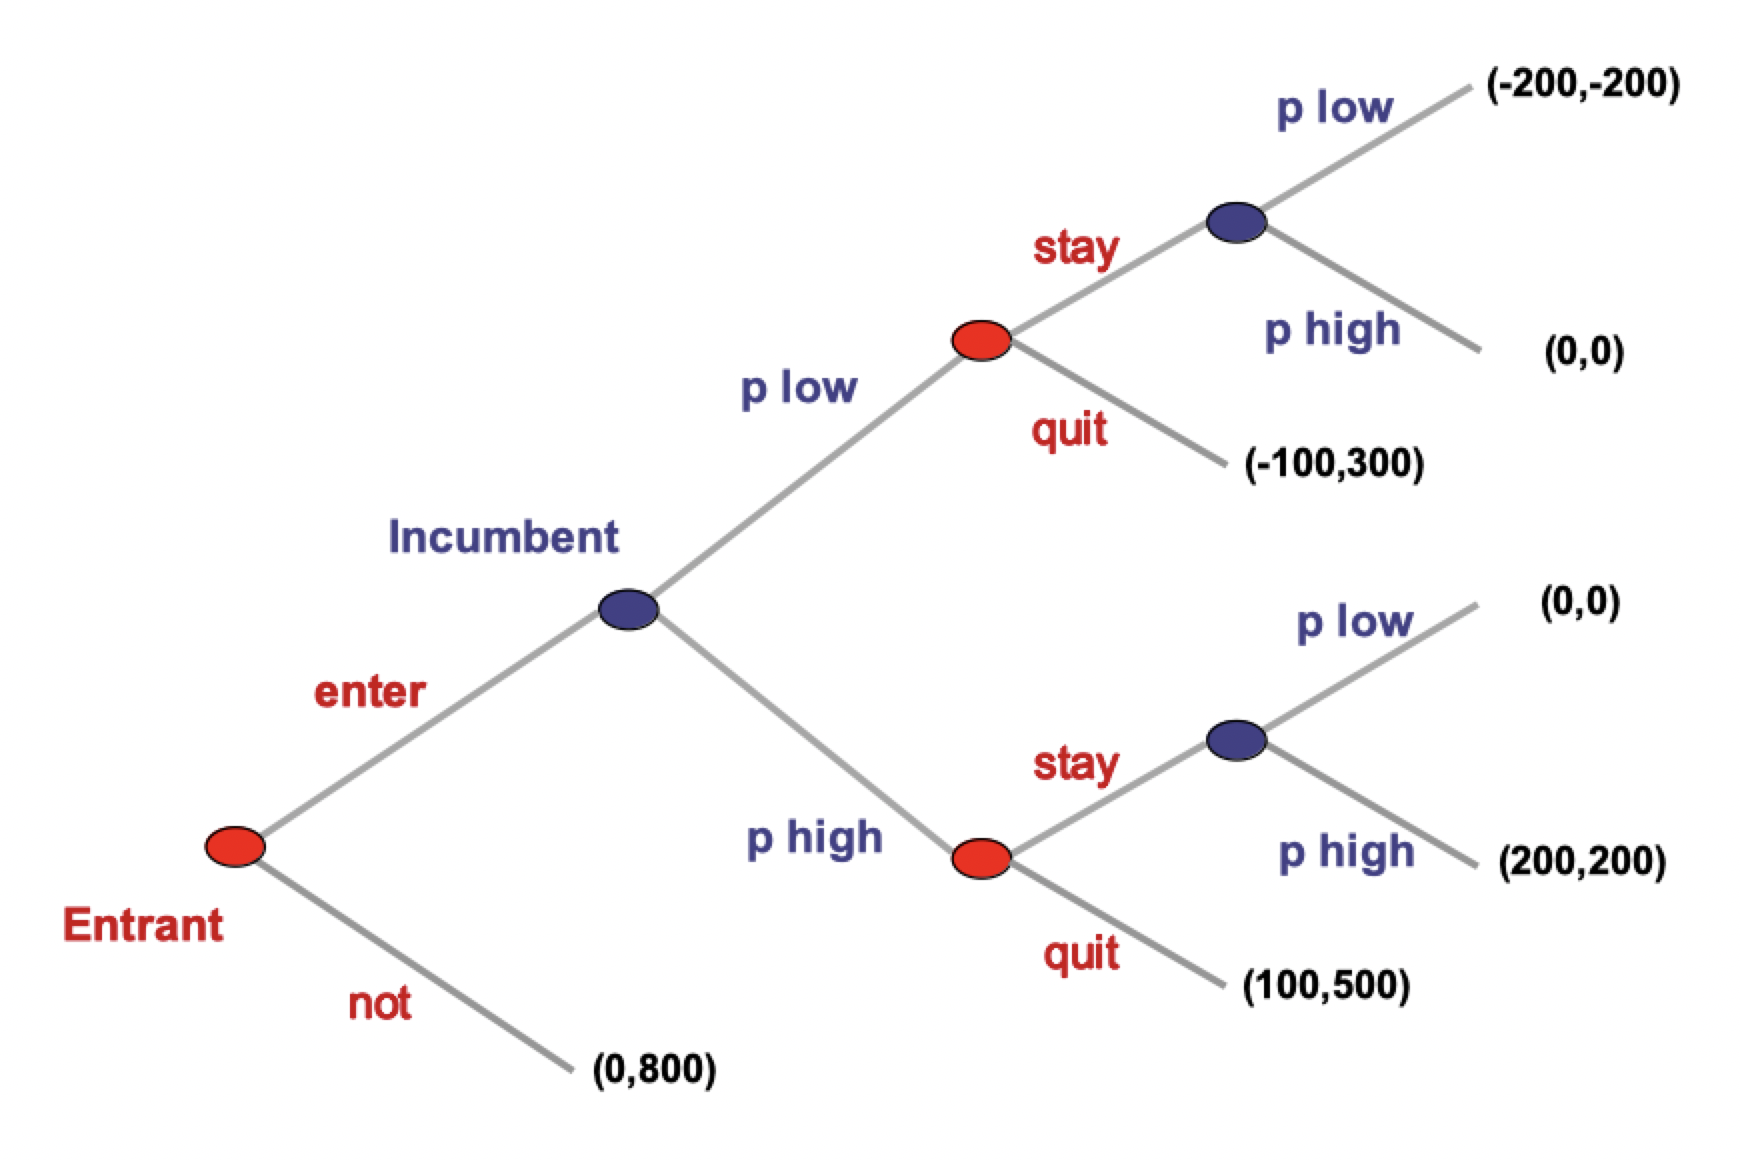 (-200,-200)
p low
stay
p high
(0,0)
p low
quit
(-100,300)
Incumbent
(0,0)
p low
enter
stay
p high
p high
(200,200)
Entrant
quit
(100,500)
not
(0,800)